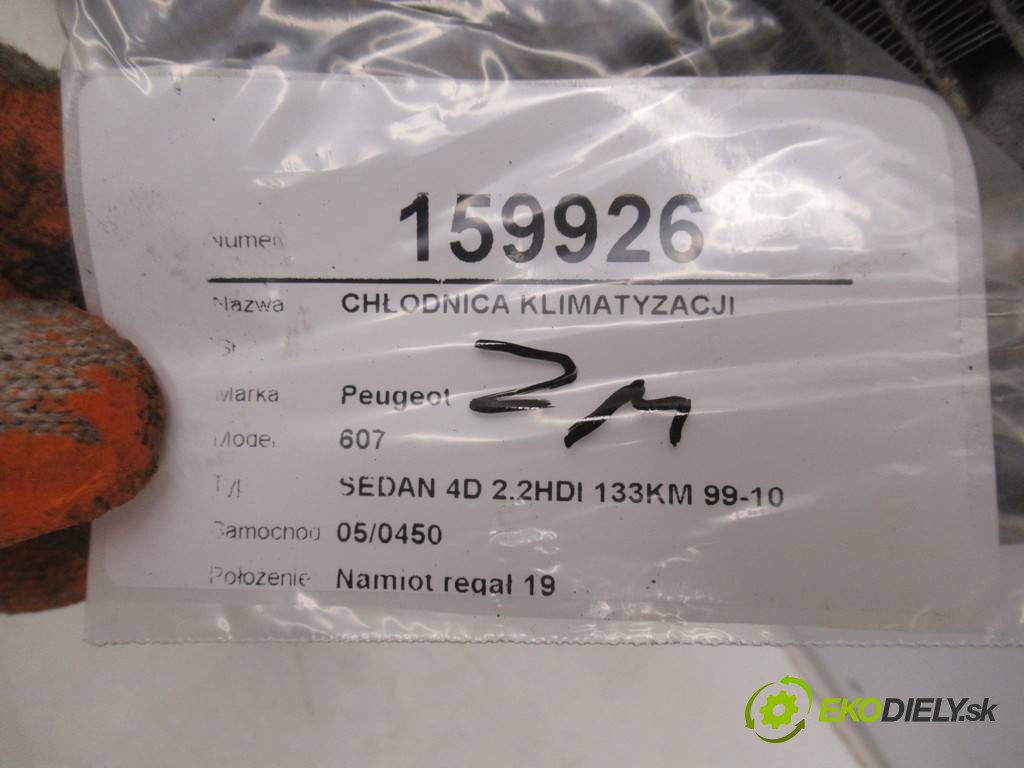 Numer 159926
Nazwa CHŁODNICA KLIMATYZACJI
Marka Peugeot
Model 607
Typ SEDAN 4D 2.2HDI 133KM 99-10
Samochod 05/0450
Położenie Namiot regał 19
EKODIELY.sk